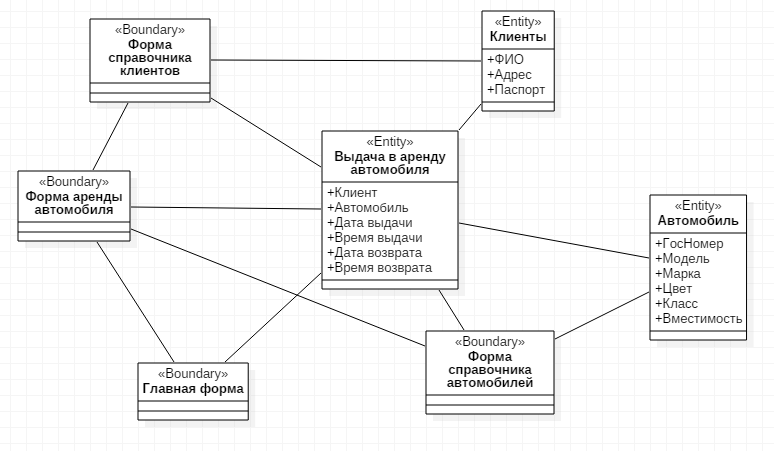 «Boundary»
Форма
справочника
клиентов
«Entity»
Клиенты
+ФИО
+Адрес
+Паспорт
«Entity»
Выдача в аренду
автомобиля
+Клиент
+Автомобиль
+Дата выдачи
+Время выдачи
+Дата возврата
+Время возврата
«Boundary»
Форма аренды
автомобиля
«Entity»
Автомобиль
+ГосНомер
+Модель
+Марка
+Цвет
+Класс
+Вместимость
«Boundary»
Форма
справочника
автомобилей
«Boundary»
Главная форма